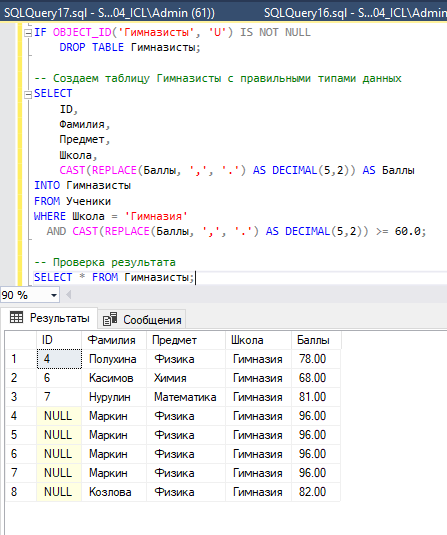 SQLQuery17.sql - S...04_ICL\Admin (61)) SQLQuery16.sql - S...04_ICL\Adm
IF OBJECT_ID('Гимназисты', 'U') IS NOT NULL
DROP TABLE Гимназисты;
-- Создаем таблицу Гимназисты с правильными типами данных
SELECT
ID,
Фамилия,
Предмет,
Школа,
CAST(REPLACE(Баллы, ',', '.') AS DECIMAL(5,2)) AS Баллы
INTO Гимназисты
FROM Ученики
WHERE Школа = 'Гимназия'
AND CAST(REPLACE(Баллы, ',', '.') AS DECIMAL(5,2)) >= 60.0;
-- Проверка результата
SELECT * FROM Гимназисты;
90 %
Результаты Сообщения
ID Фамилия Предмет Школа Баллы
1 4 Полухина Физика Гимназия 78.00
2 6 Касимов Химия Гимназия 68.00
3 7 Нурулин Математика Гимназия 81.00
4 NULL Маркин Физика Гимназия 96.00
5 NULL Маркин Физика Гимназия 96.00
6 NULL Маркин Физика Гимназия 96.00
7 NULL Маркин Физика Гимназия 96.00
8 NULL Козлова Физика Гимназия 82.00